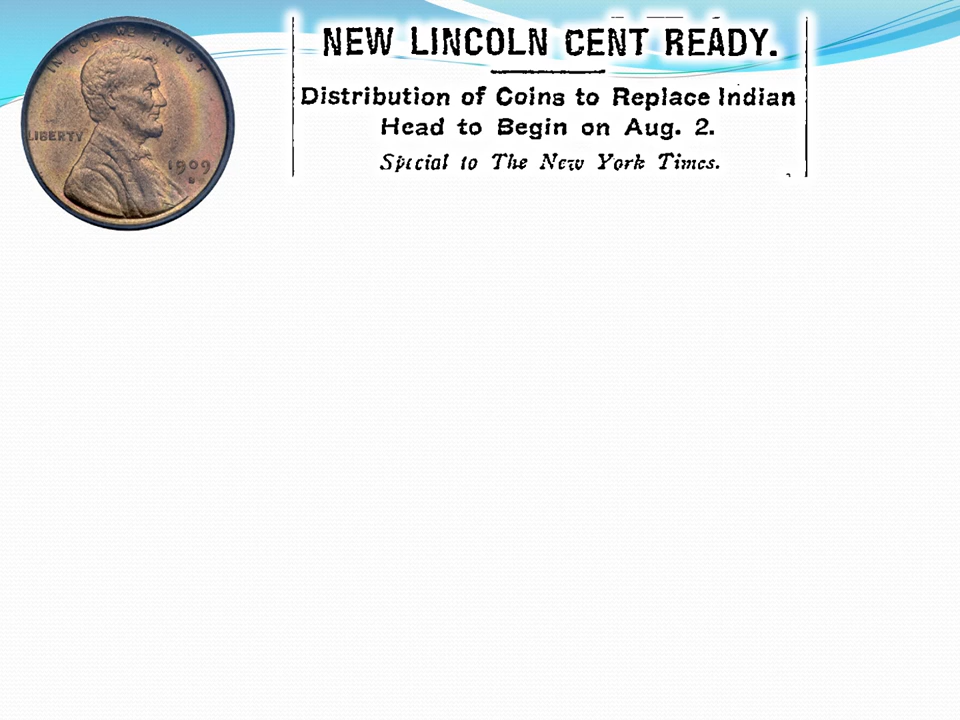 IN GOD WE TRUST
LIBERTY
1909
S
NEW LINCOLN CENT READY.
Distribution of Coins to Replace Indian
Head to Begin on Aug. 2.
Special to The New York Times.